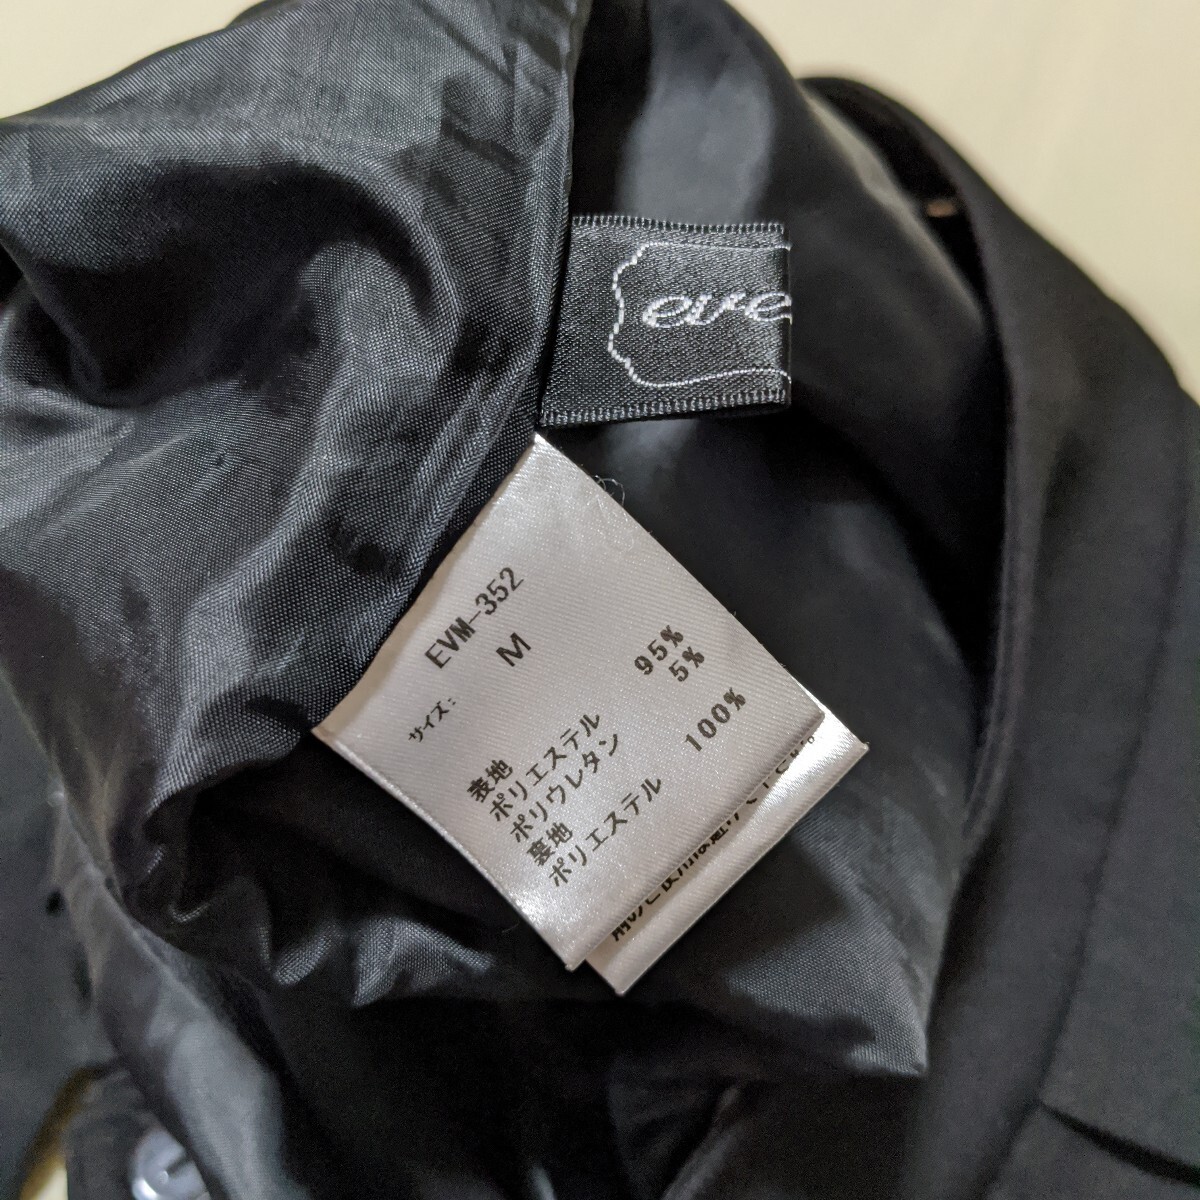 eve
EVM-352
サイズ: M
表地
ポリエステル 95%
ポリウレタン 5%
裏地
ポリエステル 100%